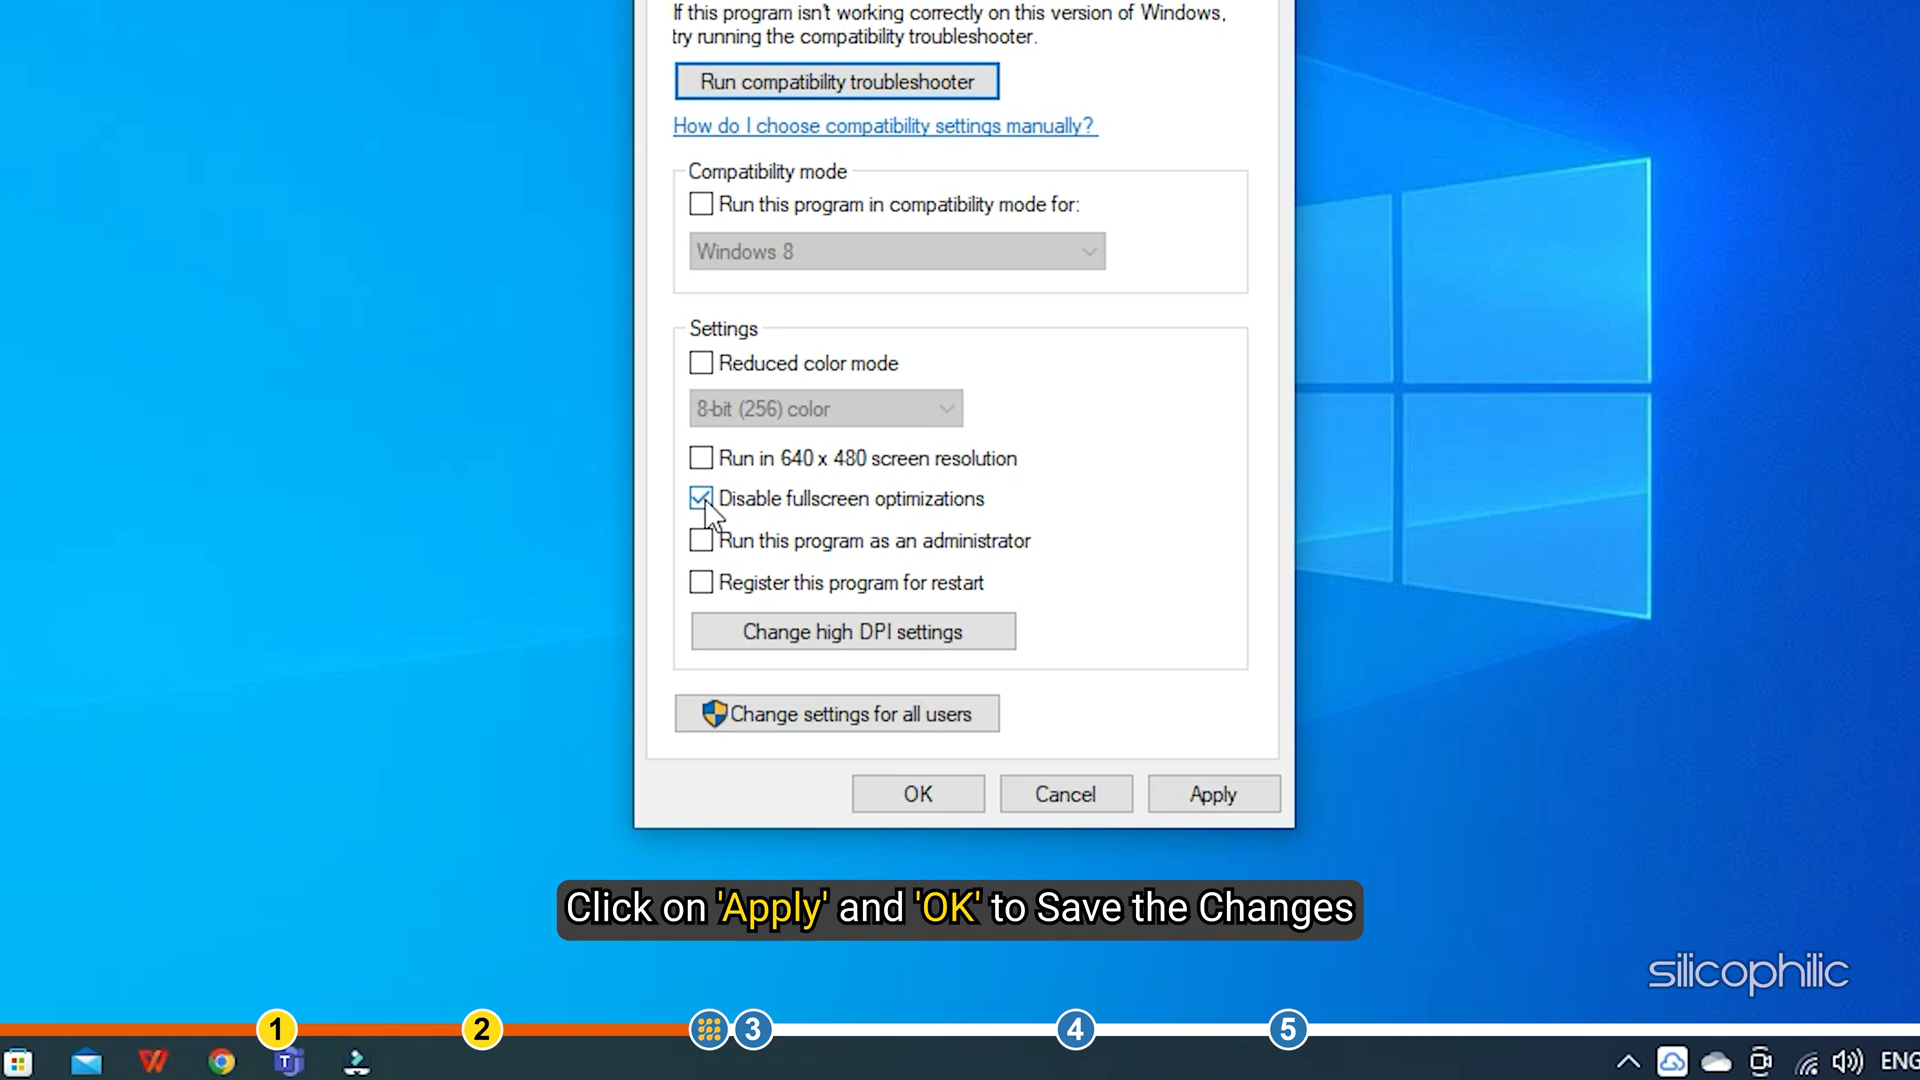 If this program isn't working correctly on this version of Windows,
try running the compatibility troubleshooter.
Run compatibility troubleshooter
How do I choose compatibility settings manually?
Compatibility mode
Run this program in compatibility mode for:
Windows 8
Settings
Reduced color mode
8-bit (256) color
Run in 640 x 480 screen resolution
Disable fullscreen optimizations
Run this program as an administrator
Register this program for restart
Change high DPI settings
Change settings for all users
OK Cancel Apply
Click on 'Apply' and 'OK' to Save the Changes
silicophilic
1 2 3 4 5
ENG